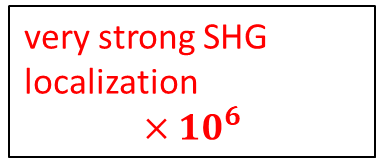 very strong SHG
localization
× 10⁶